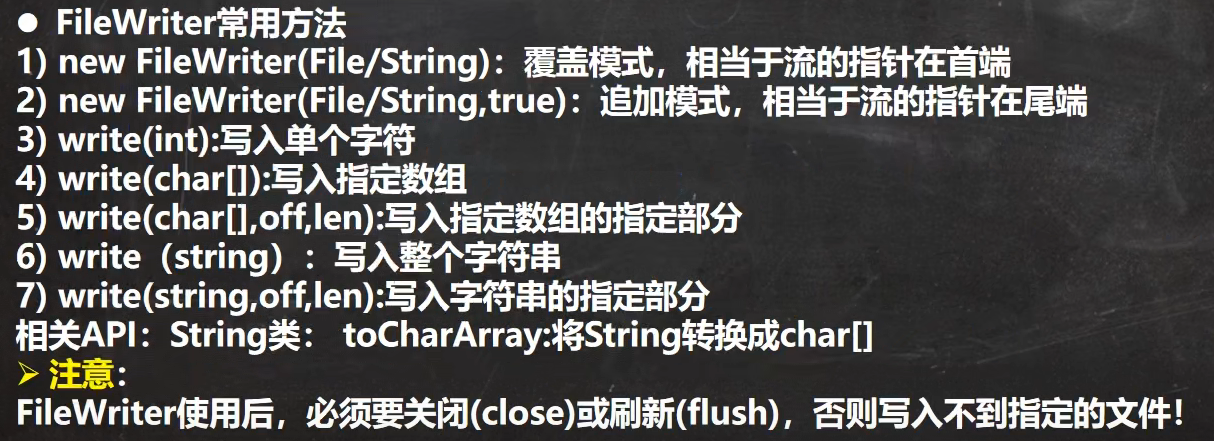 ● FileWriter常用方法
1) new FileWriter(File/String)：覆盖模式，相当于流的指针在首端
2) new FileWriter(File/String,true)：追加模式，相当于流的指针在尾端
3) write(int):写入单个字符
4) write(char[]):写入指定数组
5) write(char[],off,len):写入指定数组的指定部分
6) write（string）：写入整个字符串
7) write(string,off,len):写入字符串的指定部分
相关API：String类： toCharArray:将String转换成char[]
➢ 注意：
FileWriter使用后，必须要关闭(close)或刷新(flush)，否则写入不到指定的文件！